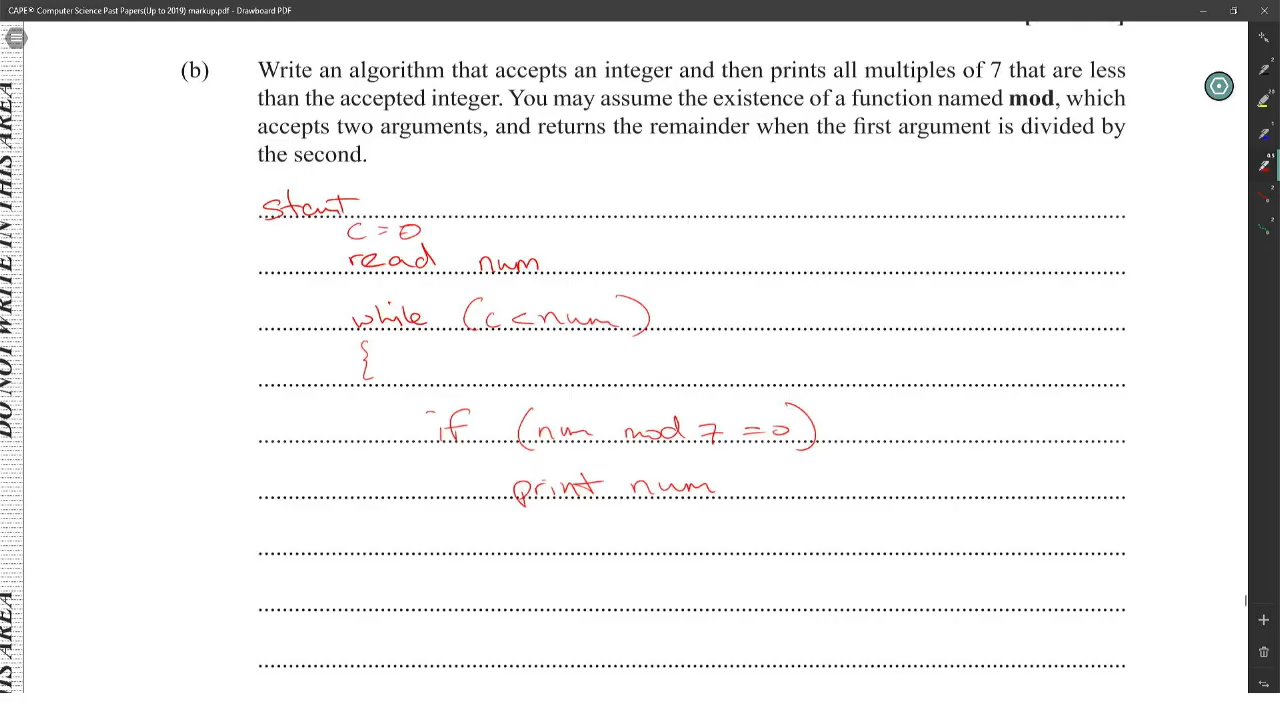 CAPE® Computer Science Past Papers(Up to 2019) markup.pdf - Drawboard PDF
(b) Write an algorithm that accepts an integer and then prints all multiples of 7 that are less
than the accepted integer. You may assume the existence of a function named mod, which
accepts two arguments, and returns the remainder when the first argument is divided by
the second.
start
c = 0
read num
while (c < num)
{
if (num mod 7 = 0)
print num
DO NOT WRITE IN THIS AREA
IS AREA